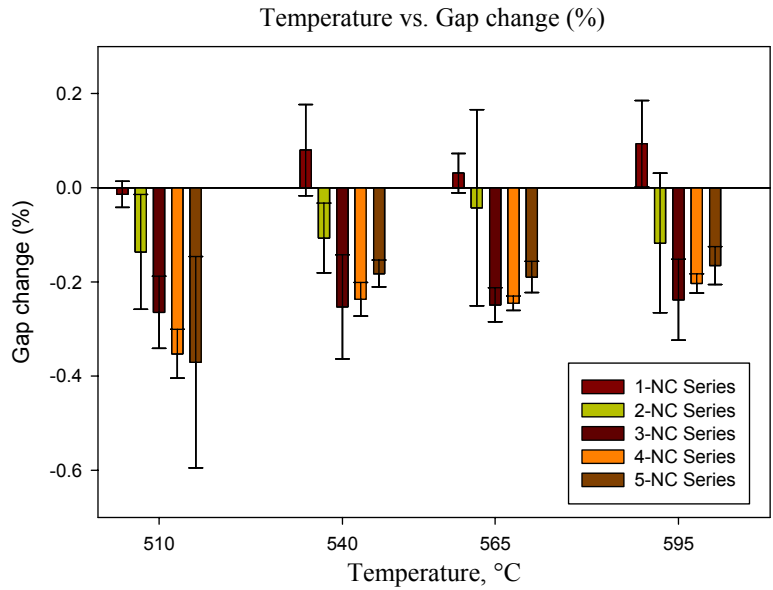 Temperature vs. Gap change (%)
Gap change (%)
0.2
0.0
-0.2
-0.4
-0.6
1-NC Series
2-NC Series
3-NC Series
4-NC Series
5-NC Series
510
540
565
595
Temperature, °C